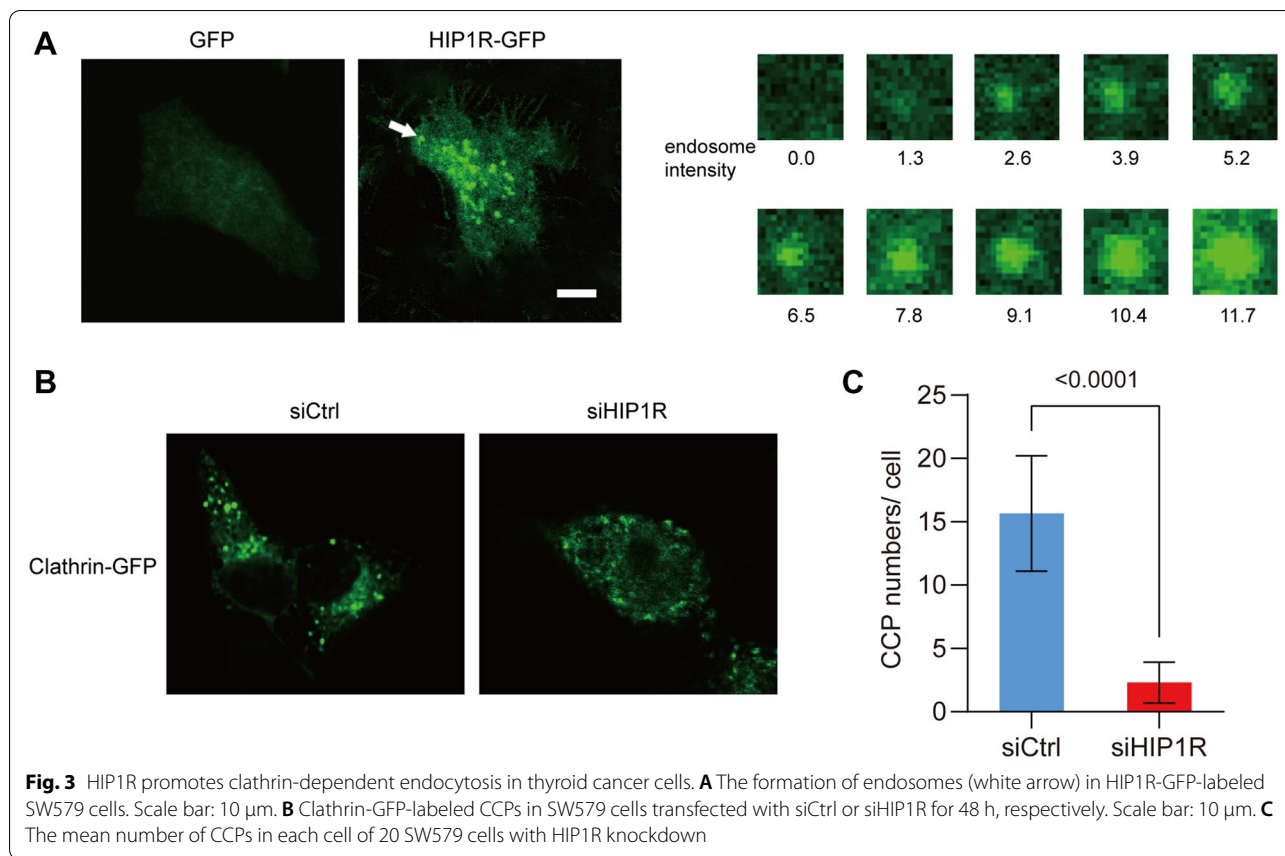 A
GFP
HIP1R-GFP
endosome
intensity
0.0
1.3
2.6
3.9
5.2
6.5
7.8
9.1
10.4
11.7
B
siCtrl
siHIP1R
Clathrin-GFP
C
<0.0001
CCP numbers/ cell
25
20
15
10
5
0
siCtrl
siHIP1R
Fig. 3 HIP1R promotes clathrin-dependent endocytosis in thyroid cancer cells. A The formation of endosomes (white arrow) in HIP1R-GFP-labeled
SW579 cells. Scale bar: 10 μm. B Clathrin-GFP-labeled CCPs in SW579 cells transfected with siCtrl or siHIP1R for 48 h, respectively. Scale bar: 10 μm. C
The mean number of CCPs in each cell of 20 SW579 cells with HIP1R knockdown